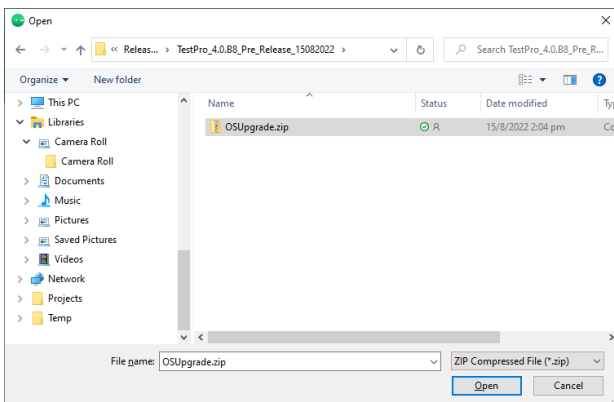 Open
« Releas... > TestPro_4.0.B8_Pre_Release_15082022 >
Search TestPro_4.0.B8_Pre_R...
Organize
New folder
This PC
Libraries
Camera Roll
Camera Roll
Documents
Music
Pictures
Saved Pictures
Videos
Network
Projects
Temp
Name Status Date modified Ty
OSUpgrade.zip 15/8/2022 2:04 pm Co
File name: OSUpgrade.zip
ZIP Compressed File (*.zip)
Open Cancel